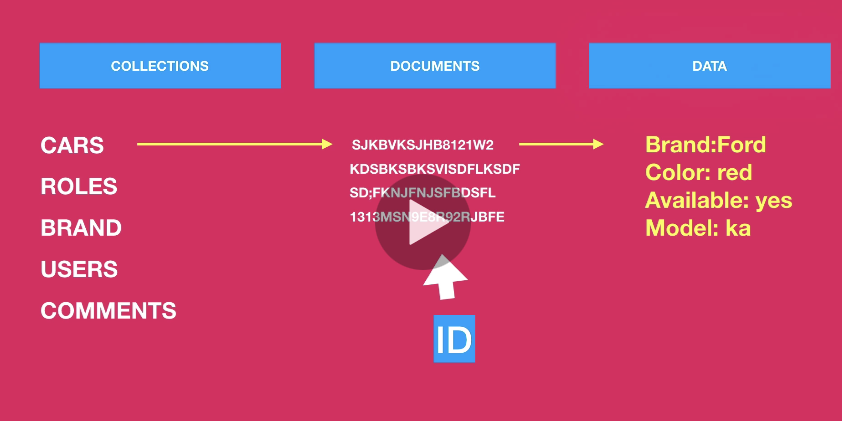 COLLECTIONS
DOCUMENTS
DATA
CARS
ROLES
BRAND
USERS
COMMENTS
SJKBVKSJHB8121W2
KDSBKSBKSVISDFLKSDF
SD;FKNJFNJSFBDSFL
1313MSN9E8R92RJBFE
ID
Brand:Ford
Color: red
Available: yes
Model: ka